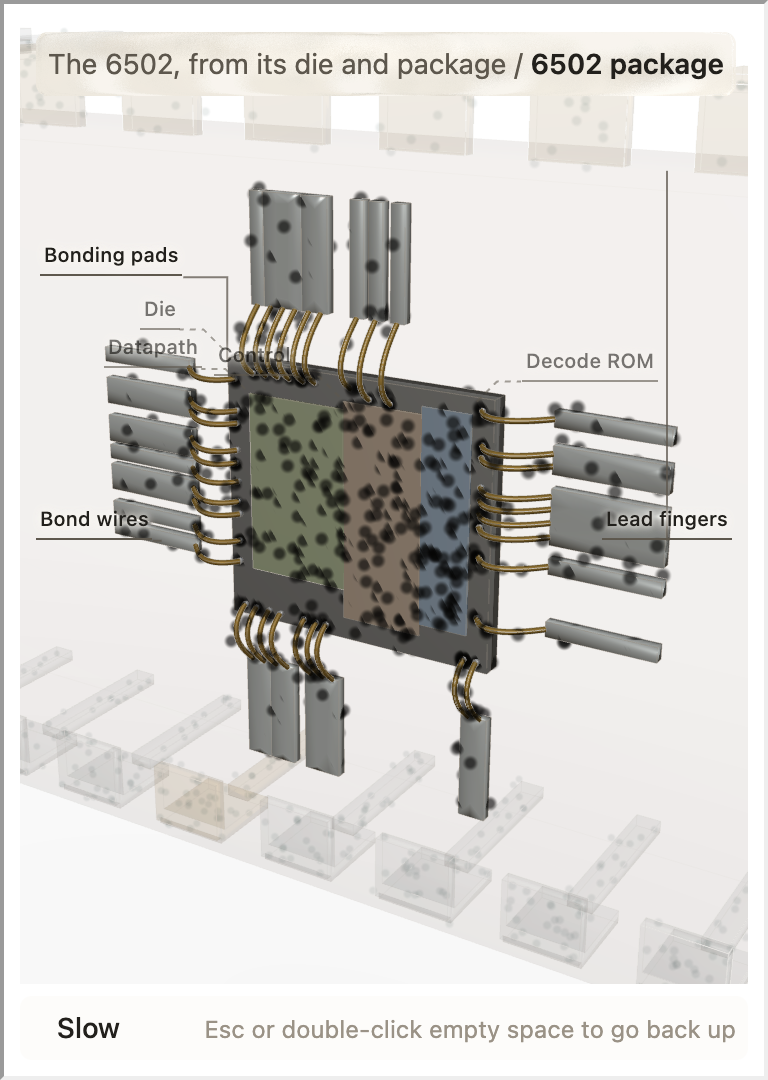 The 6502, from its die and package / 6502 package
Bonding pads
Die
Datapath
Control
Decode ROM
Bond wires
Lead fingers
Slow
Esc or double-click empty space to go back up